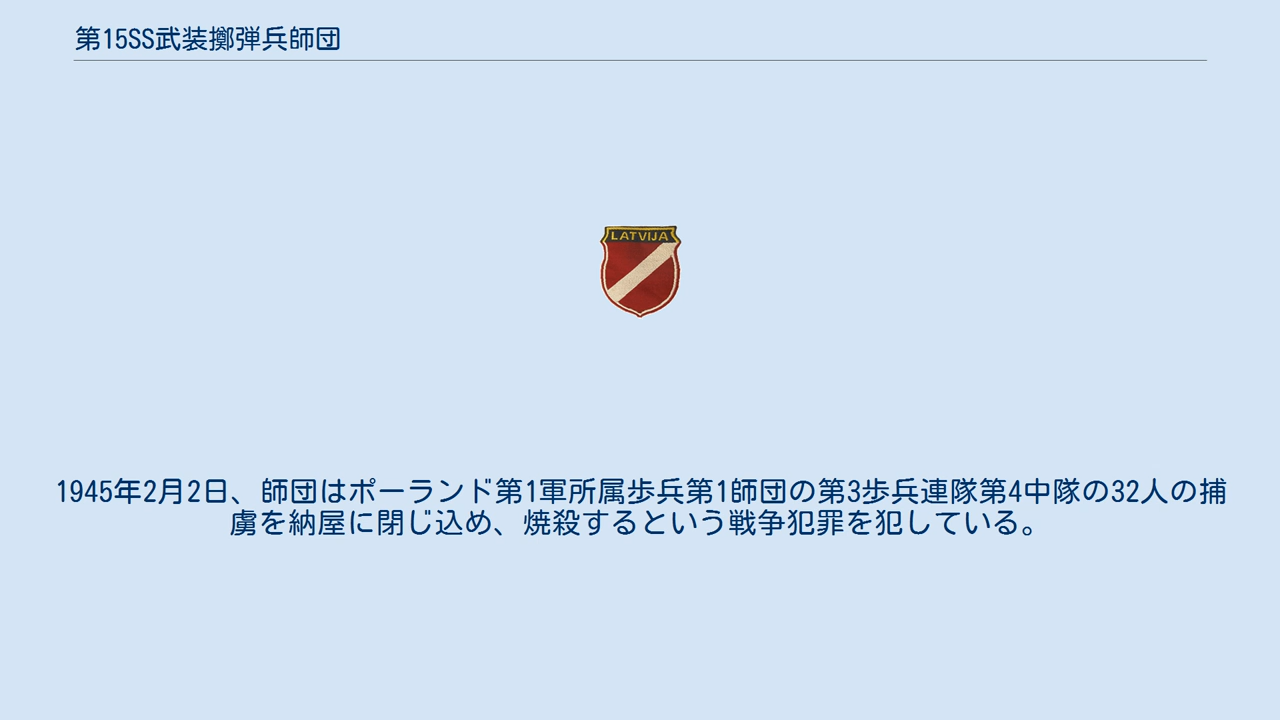 第15SS武装擲弾兵師団
LATVIJA
1945年2月2日、師団はポーランド第1軍所属歩兵第1師団の第3歩兵連隊第4中隊の32人の捕
虜を納屋に閉じ込め、焼殺するという戦争犯罪を犯している。